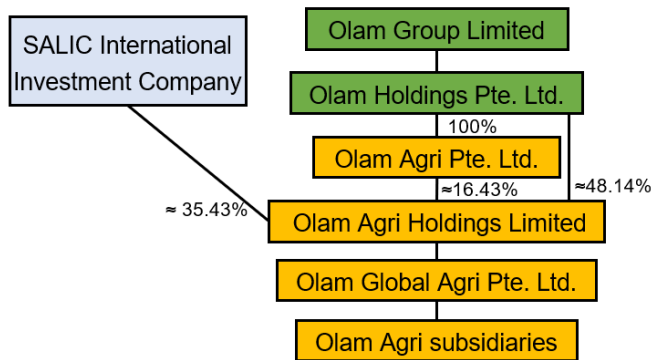 SALIC International
Investment Company
Olam Group Limited
Olam Holdings Pte. Ltd.
100%
Olam Agri Pte. Ltd.
≈16.43%
≈48.14%
≈ 35.43%
Olam Agri Holdings Limited
Olam Global Agri Pte. Ltd.
Olam Agri subsidiaries